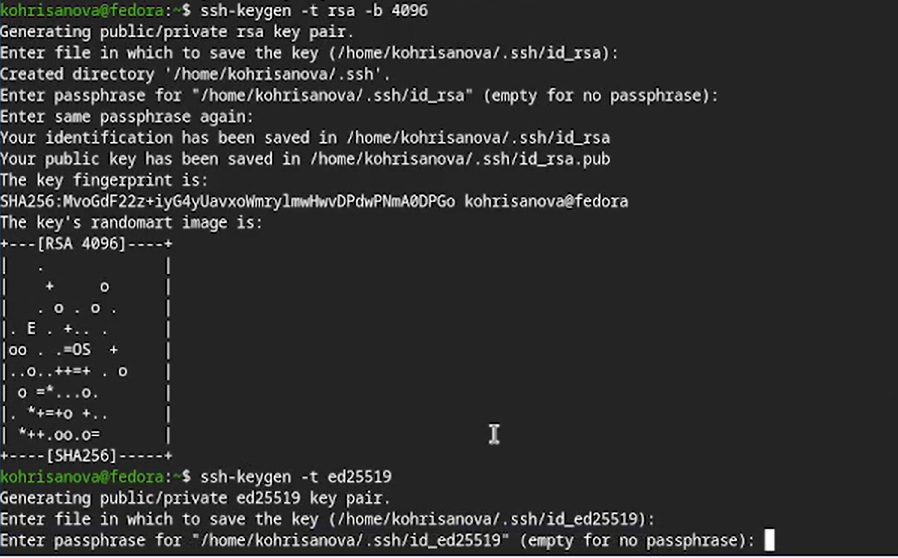 kohrisanova@fedora:~$ ssh-keygen -t rsa -b 4096
Generating public/private rsa key pair.
Enter file in which to save the key (/home/kohrisanova/.ssh/id_rsa):
Created directory '/home/kohrisanova/.ssh'.
Enter passphrase for "/home/kohrisanova/.ssh/id_rsa" (empty for no passphrase):
Enter same passphrase again:
Your identification has been saved in /home/kohrisanova/.ssh/id_rsa
Your public key has been saved in /home/kohrisanova/.ssh/id_rsa.pub
The key fingerprint is:
SHA256:MvoGdF22z+iyG4yUavxoWmrylmwHwvDPdwPNmA0DPGo kohrisanova@fedora
The key's randomart image is:
+---[RSA 4096]----+
|   .             |
|    +     o      |
|   . o . o .     |
|. E . +.. .      |
|oo . .=OS  +     |
|..o..++=+ . o    |
| o =*...o.       |
|. *+=+o +..      |
| *++.oo.o=       |
+----[SHA256]-----+
kohrisanova@fedora:~$ ssh-keygen -t ed25519
Generating public/private ed25519 key pair.
Enter file in which to save the key (/home/kohrisanova/.ssh/id_ed25519):
Enter passphrase for "/home/kohrisanova/.ssh/id_ed25519" (empty for no passphrase):